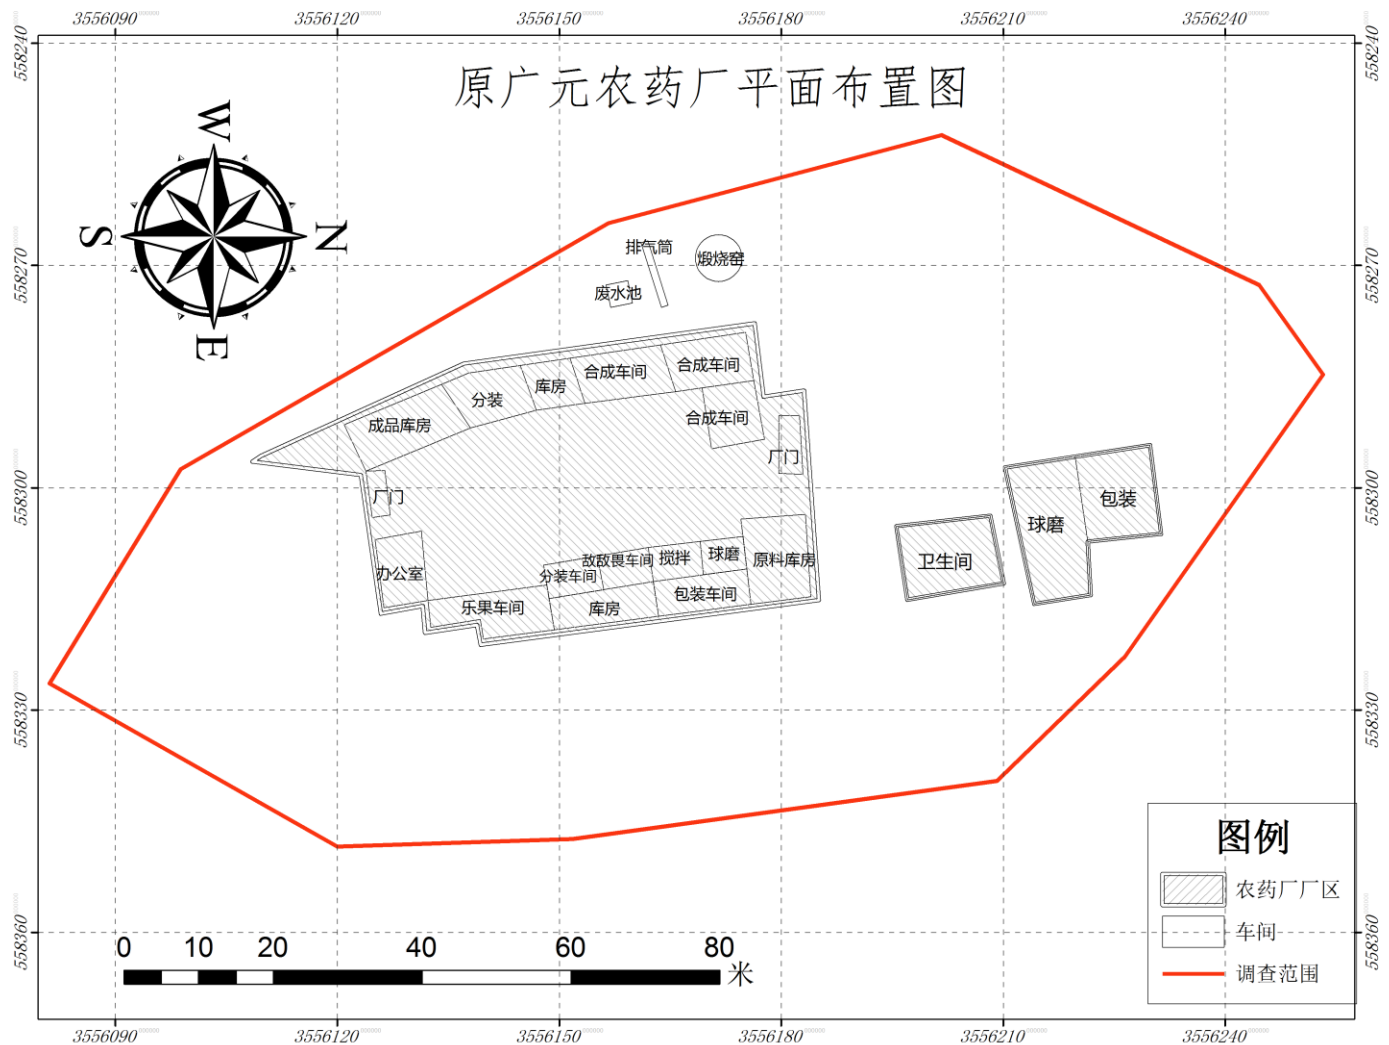 3556090 3556120 3556150 3556180 3556210 3556240
558240
558240
原广元农药厂平面布置图
W
N
S
E
排气筒
煅烧窑
558270
558270
废水池
合成车间
合成车间
库房
分装
成品库房
合成车间
厂门
厂门
558300
558300
包装
球磨
卫生间
敌敌畏车间
搅拌
球磨
原料库房
办公室
分装车间
乐果车间
库房
包装车间
558330
558330
图例
农药厂厂区
车间
调查范围
558360
558360
0 10 20 40 60 80
米
3556090 3556120 3556150 3556180 3556210 3556240